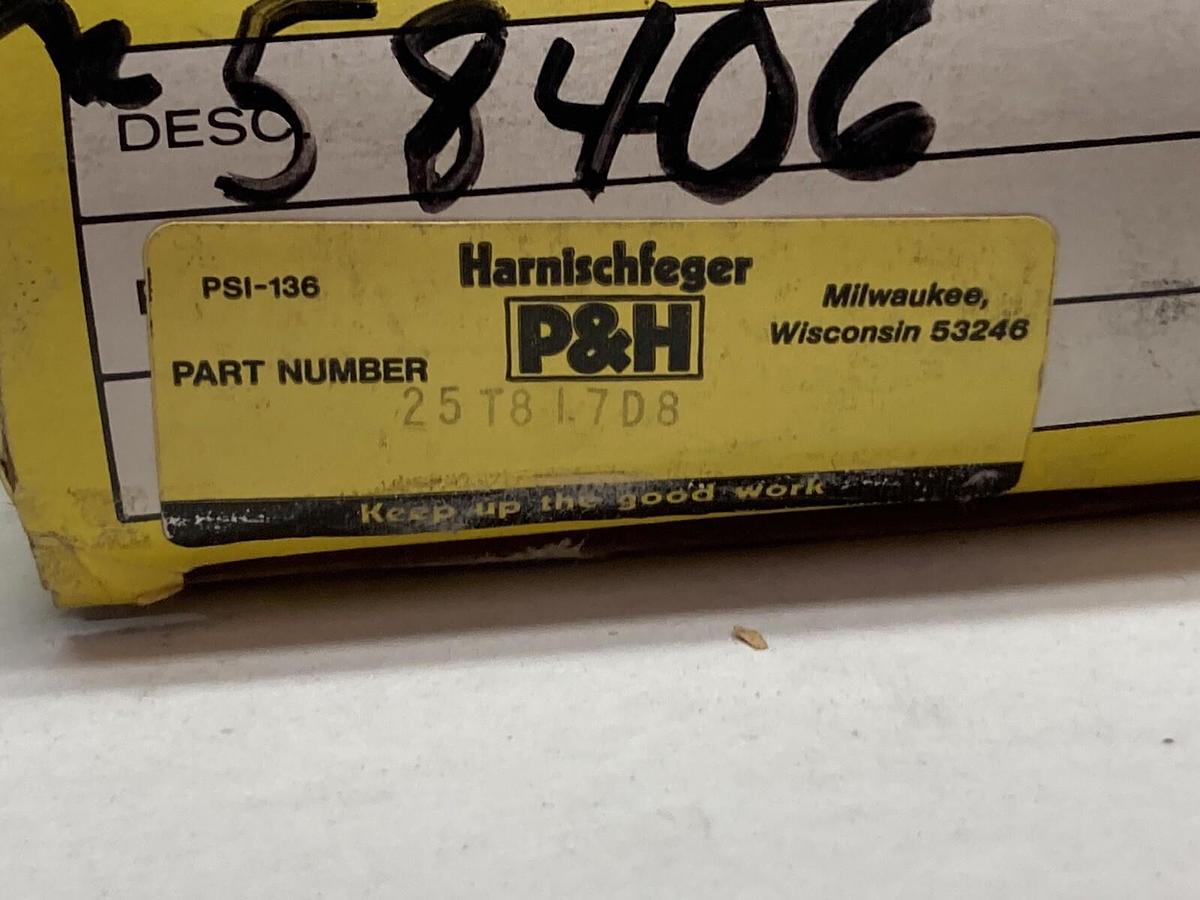 58406
DESC
Harnischfeger
PSI-136
P&H
Milwaukee,
Wisconsin 53246
PART NUMBER
25T817D8
Keep up the good work